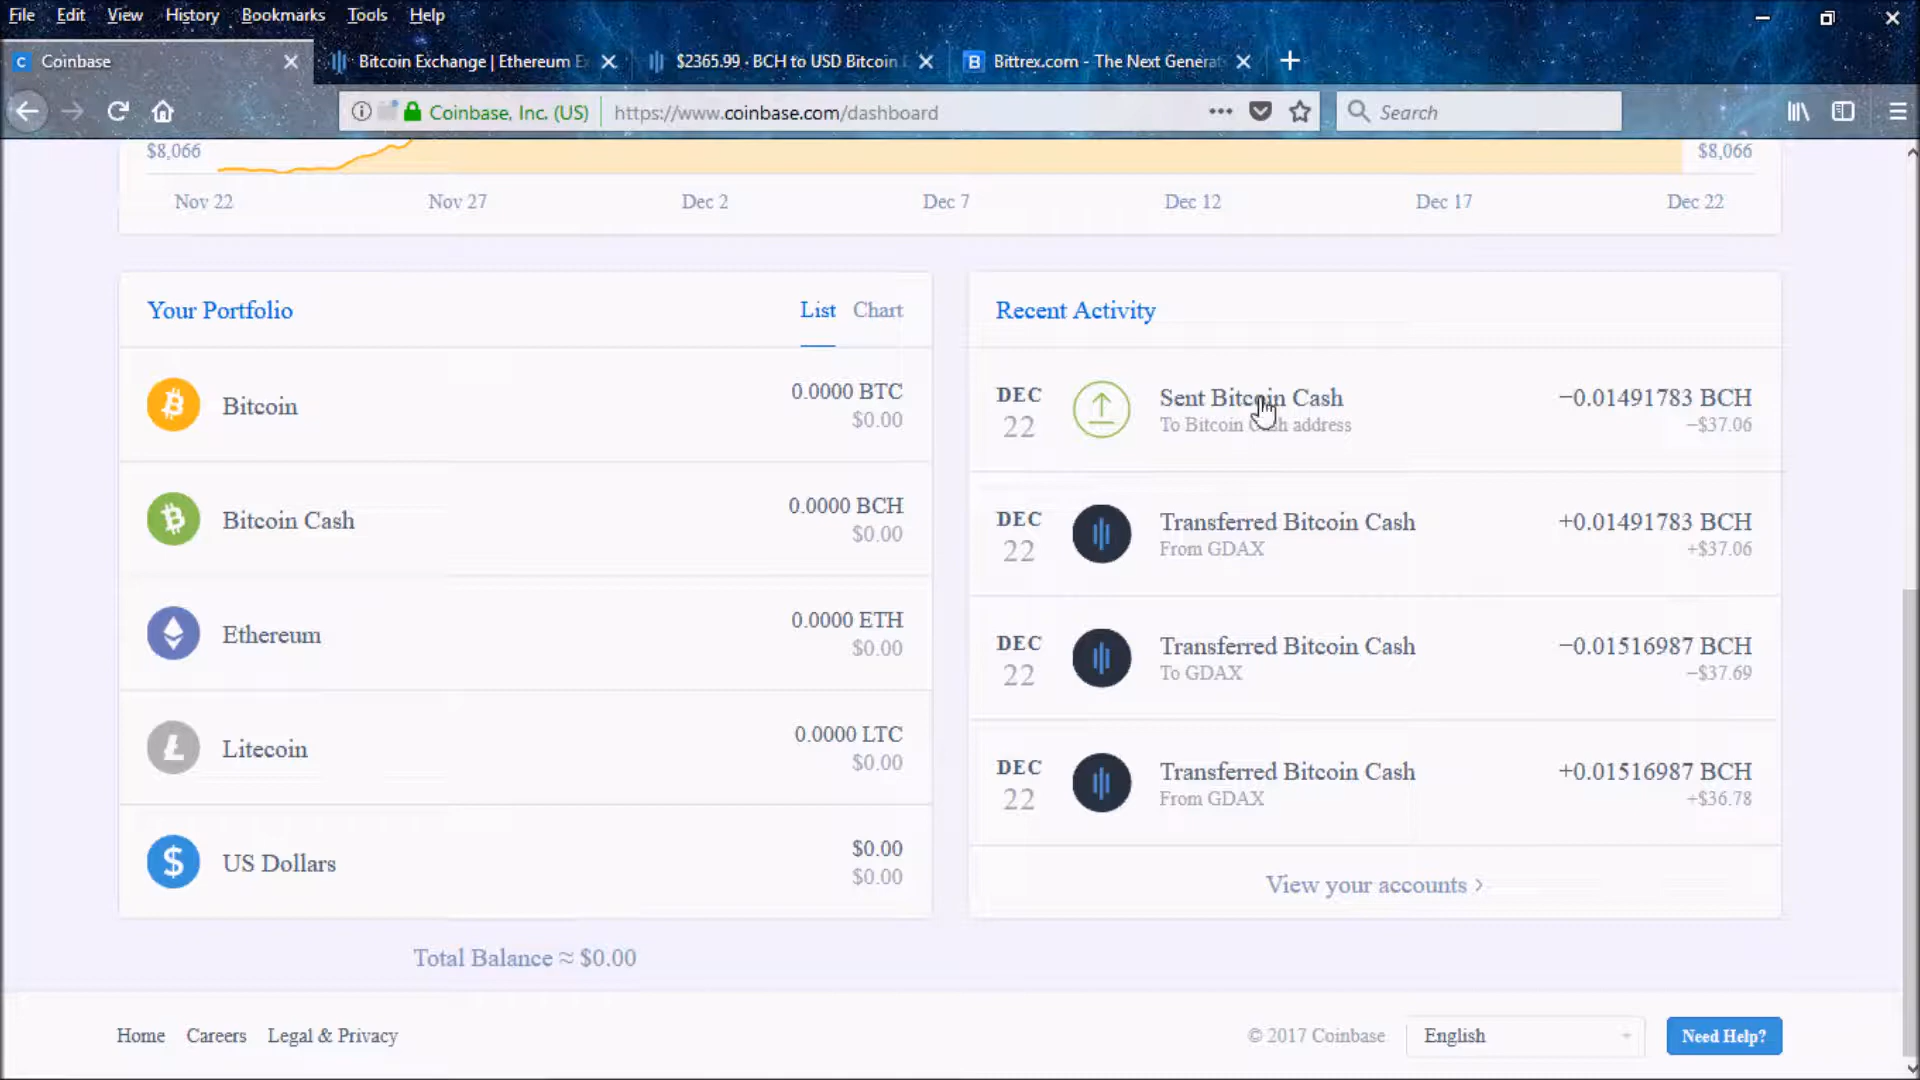 File Edit View History Bookmarks Tools Help
Coinbase
Bitcoin Exchange | Ethereum E
$2365.99 · BCH to USD Bitcoin
Bittrex.com - The Next Generat
Coinbase, Inc. (US)
https://www.coinbase.com/dashboard
Search
$8,066
$8,066
Nov 22 Nov 27 Dec 2 Dec 7 Dec 12 Dec 17 Dec 22
Your Portfolio
List Chart
Bitcoin
0.0000 BTC
$0.00
Bitcoin Cash
0.0000 BCH
$0.00
Ethereum
0.0000 ETH
$0.00
Litecoin
0.0000 LTC
$0.00
US Dollars
$0.00
$0.00
Total Balance ≈ $0.00
Recent Activity
DEC
22
Sent Bitcoin Cash
To Bitcoin Cash address
−0.01491783 BCH
−$37.06
DEC
22
Transferred Bitcoin Cash
From GDAX
+0.01491783 BCH
+$37.06
DEC
22
Transferred Bitcoin Cash
To GDAX
−0.01516987 BCH
−$37.69
DEC
22
Transferred Bitcoin Cash
From GDAX
+0.01516987 BCH
+$36.78
View your accounts >
Home Careers Legal & Privacy
© 2017 Coinbase
English
Need Help?